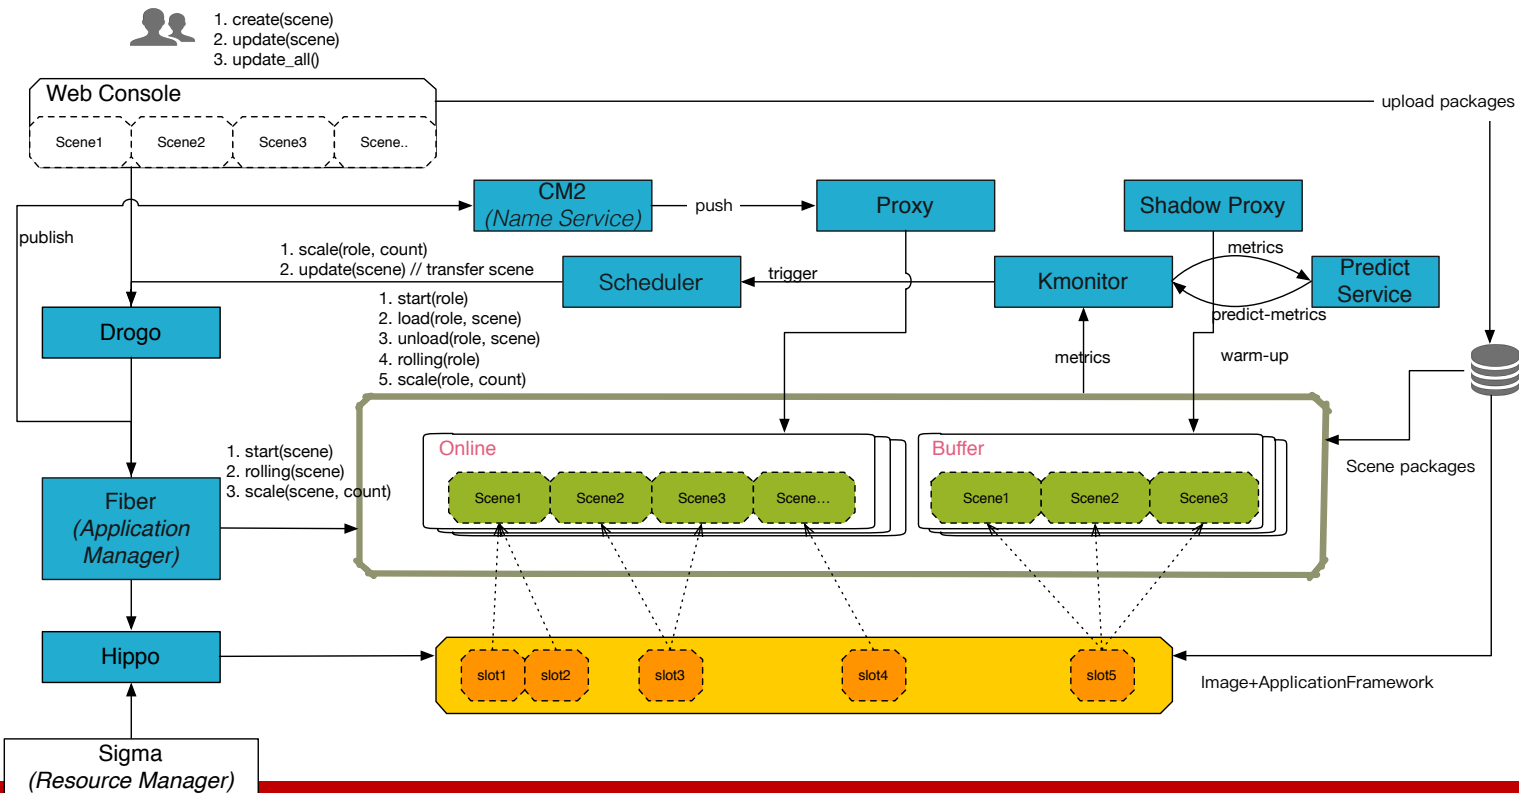 1. create(scene)
2. update(scene)
3. update_all()
Web Console
upload packages
Scene1
Scene2
Scene3
Scene..
CM2
(Name Service)
push
Proxy
Shadow Proxy
publish
1. scale(role, count)
2. update(scene) // transfer scene
Scheduler
trigger
Kmonitor
metrics
Predict
Service
predict-metrics
Drogo
1. start(role)
2. load(role, scene)
3. unload(role, scene)
4. rolling(role)
5. scale(role, count)
metrics
warm-up
1. start(scene)
2. rolling(scene)
3. scale(scene, count)
Online
Scene1
Scene2
Scene3
Scene...
Buffer
Scene1
Scene2
Scene3
Scene packages
Fiber
(Application
Manager)
Hippo
slot1
slot2
slot3
slot4
slot5
Image+ApplicationFramework
Sigma
(Resource Manager)